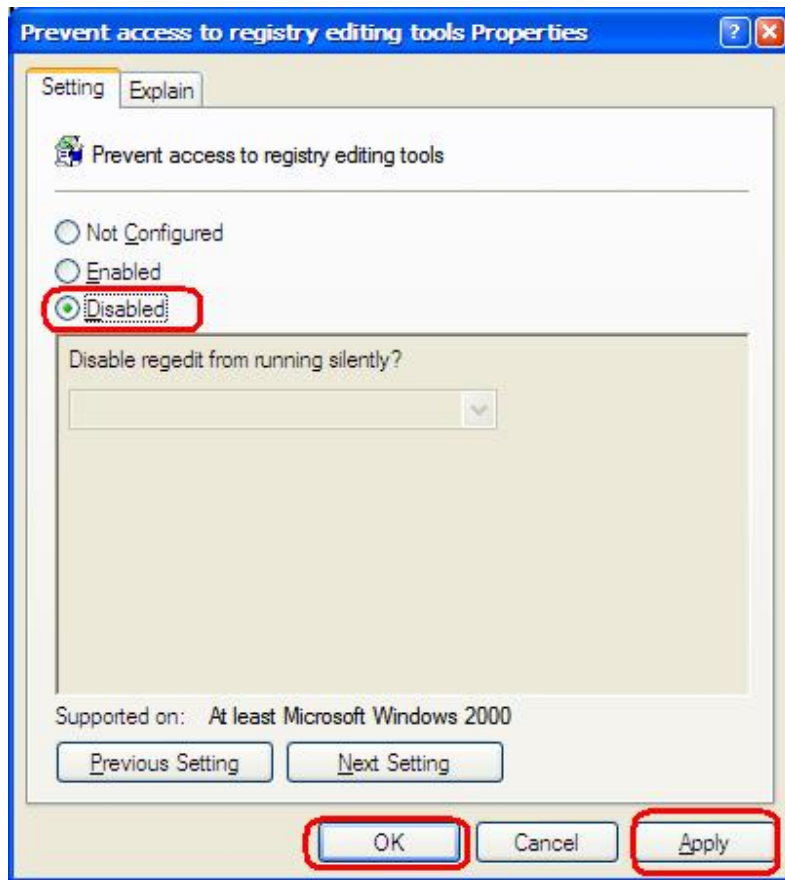 Prevent access to registry editing tools Properties
Setting
Explain
Prevent access to registry editing tools
Not Configured
Enabled
Disabled
Disable regedit from running silently?
Supported on: At least Microsoft Windows 2000
Previous Setting
Next Setting
OK
Cancel
Apply